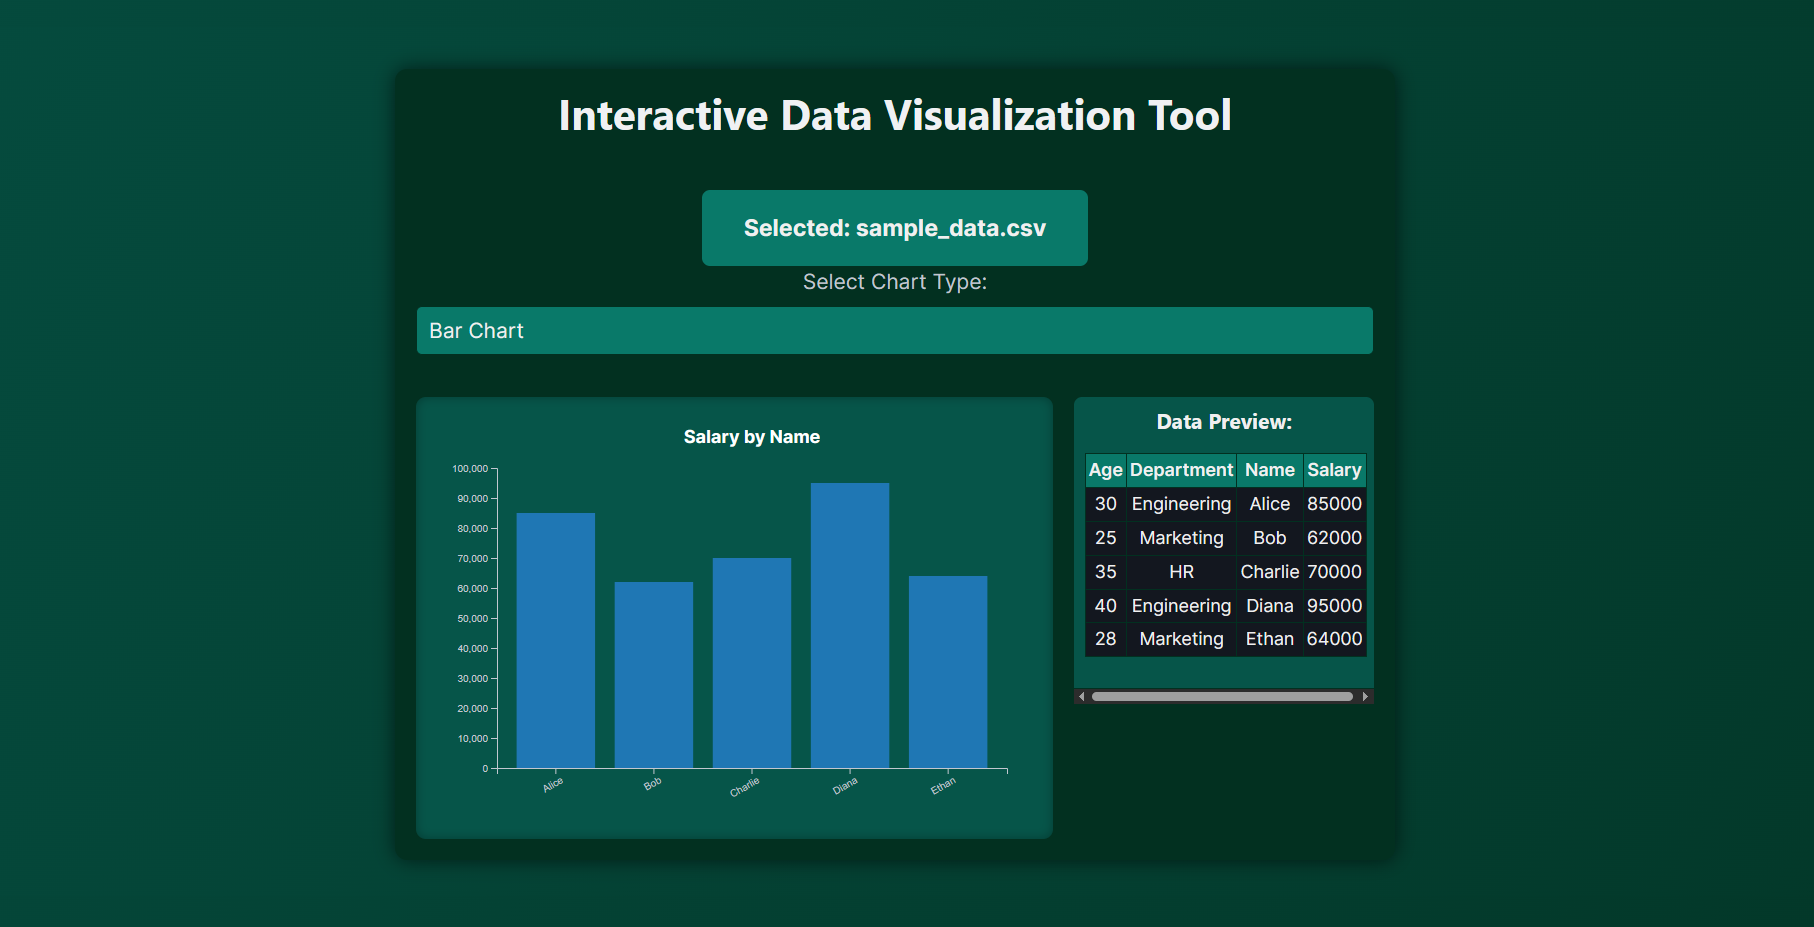 Interactive Data Visualization Tool
Selected: sample_data.csv
Select Chart Type:
Bar Chart
Salary by Name
100,000
90,000
80,000
70,000
60,000
50,000
40,000
30,000
20,000
10,000
0
Alice Bob Charlie Diana Ethan
Data Preview:
Age Department Name Salary
30 Engineering Alice 85000
25 Marketing Bob 62000
35 HR Charlie 70000
40 Engineering Diana 95000
28 Marketing Ethan 64000